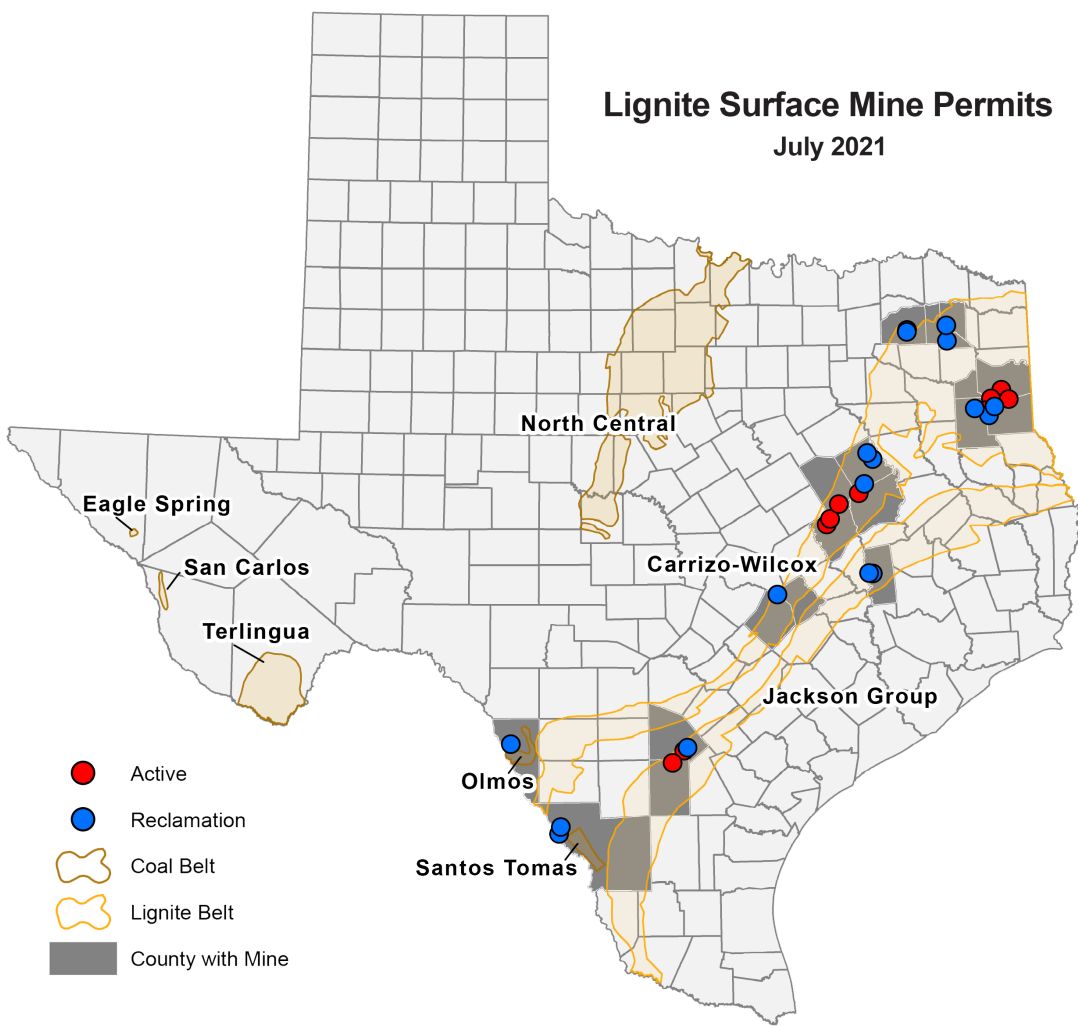 Lignite Surface Mine Permits
July 2021
North Central
Eagle Spring
San Carlos
Carrizo-Wilcox
Terlingua
Jackson Group
Olmos
Santos Tomas
Active
Reclamation
Coal Belt
Lignite Belt
County with Mine